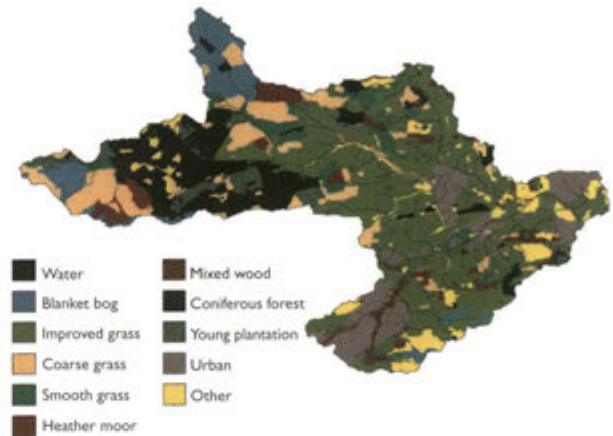 Water
Blanket bog
Improved grass
Coarse grass
Smooth grass
Heather moor
Mixed wood
Coniferous forest
Young plantation
Urban
Other